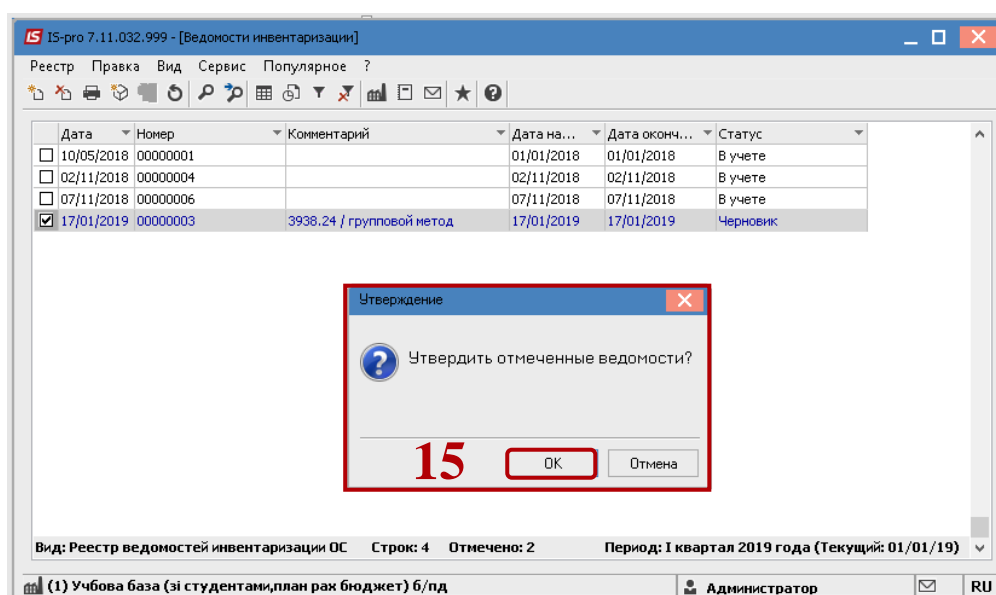 IS-pro 7.11.032.999 - [Ведомости инвентаризации]
Реестр Правка Вид Сервис Популярное ?
Дата Номер Комментарий Дата на... Дата оконч... Статус
10/05/2018 00000001 01/01/2018 01/01/2018 В учете
02/11/2018 00000004 02/11/2018 02/11/2018 В учете
07/11/2018 00000006 07/11/2018 07/11/2018 В учете
17/01/2019 00000003 3938.24 / групповой метод 17/01/2019 17/01/2019 Черновик
Утверждение
Утвердить отмеченные ведомости?
15 OK Отмена
Вид: Реестр ведомостей инвентаризации ОС Строк: 4 Отмечено: 2 Период: I квартал 2019 года (Текущий: 01/01/19)
(1) Учбова база (зі студентами,план рах бюджет) б/пд Администратор RU